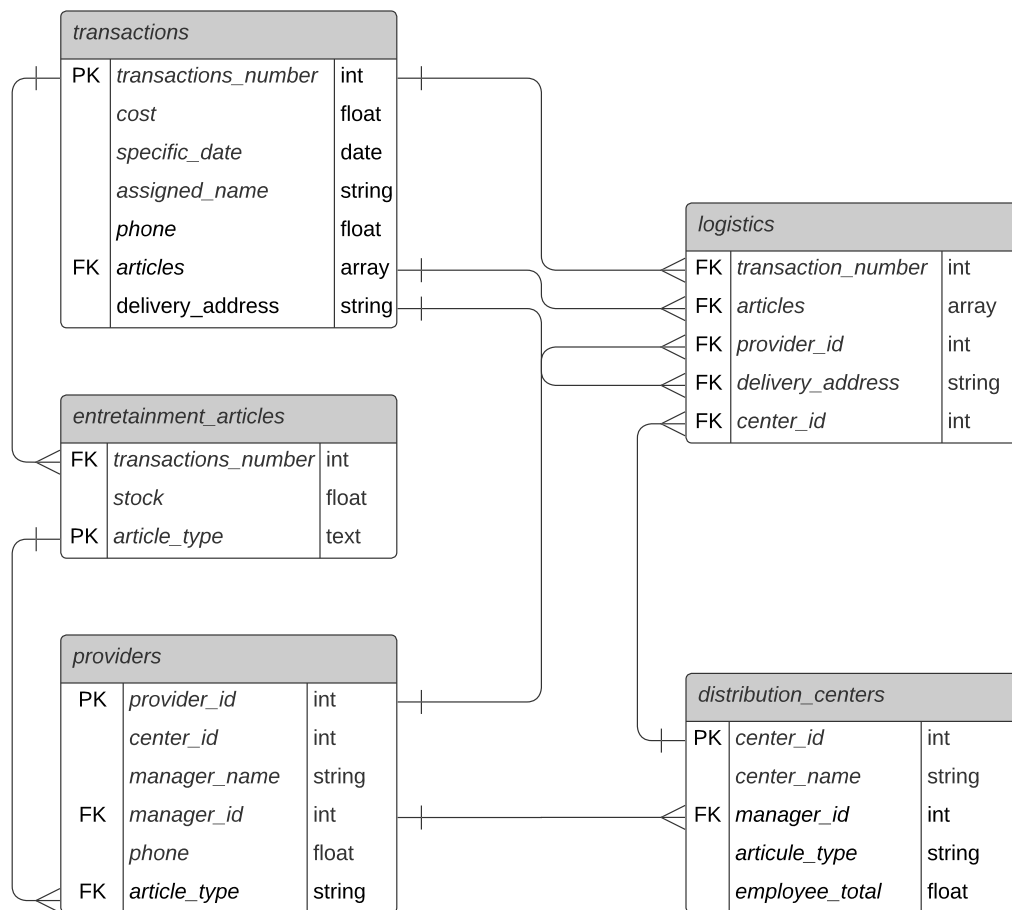 transactions
PK transactions_number int
cost float
specific_date date
assigned_name string
phone float
FK articles array
delivery_address string
logistics
FK transaction_number int
FK articles array
FK provider_id int
FK delivery_address string
FK center_id int
entretainment_articles
FK transactions_number int
stock float
PK article_type text
providers
PK provider_id int
center_id int
manager_name string
FK manager_id int
phone float
FK article_type string
distribution_centers
PK center_id int
center_name string
FK manager_id int
articule_type string
employee_total float